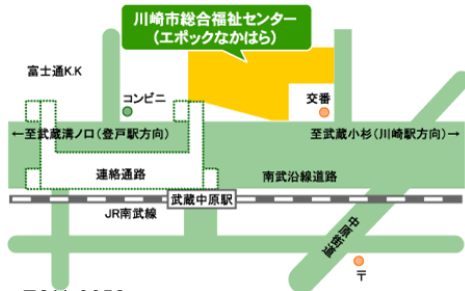 川崎市総合福祉センター
(エポックなかはら)
富士通K.K
コンビニ
交番
←至武蔵溝ノ口(登戸駅方向)
至武蔵小杉(川崎駅方向)→
連絡通路
南武沿線道路
武蔵中原駅
JR南武線
中原街道
〒